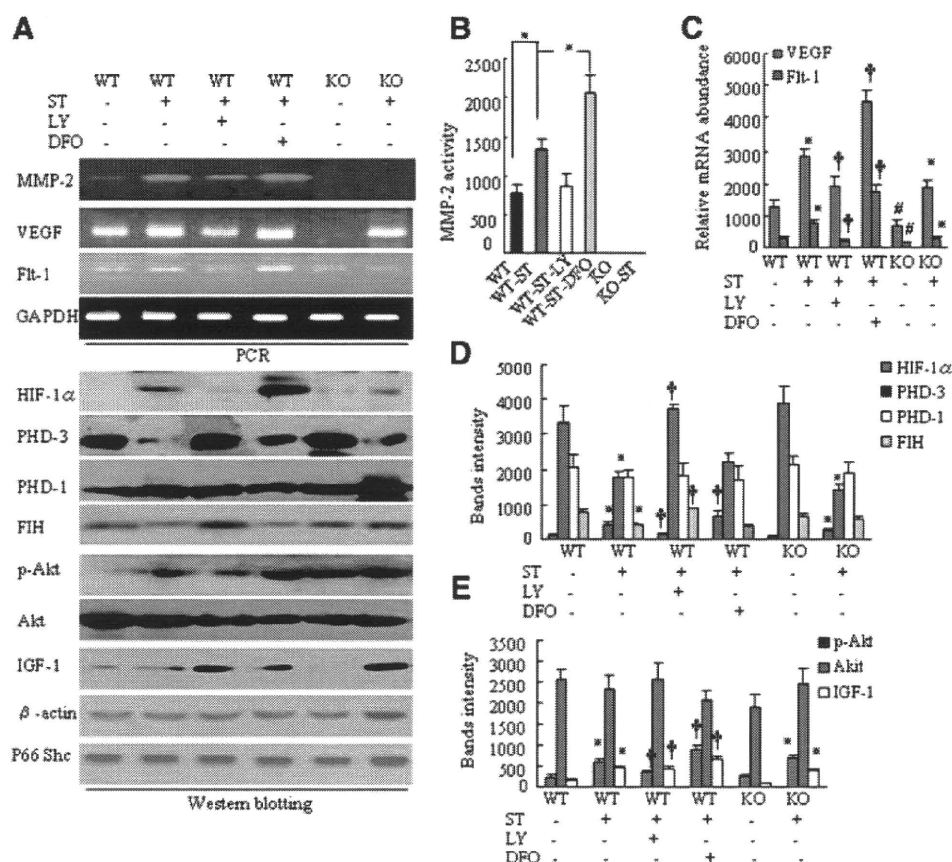 A
WT WT WT WT KO KO
ST - + + + - +
LY - - + - - -
DFO - - - + - -
MMP-2
VEGF
Flt-1
GAPDH
PCR
HIF-1α
PHD-3
PHD-1
FIH
p-Akt
Akt
IGF-1
β-actin
P66 Shc
Western blotting
B
MMP-2 activity
2500
2000
1500
1000
500
0
* *
WT
WT-ST
WT-ST-LY
WT-ST-DFO
KO
KO-ST
C
Relative mRNA abundance
6000
5000
4000
3000
2000
1000
0
VEGF
Flt-1
* * ‡ ‡ ‡ ‡ # # * *
WT WT WT WT KO KO
ST - + + + - +
LY - - + - - -
DFO - - - + - -
D
Bands intensity
5000
4000
3000
2000
1000
0
HIF-1α
PHD-3
PHD-1
FIH
* * * ‡ ‡ ‡ ‡ * *
WT WT WT WT KO KO
ST - + + + - +
LY - - + - - -
DFO - - - + - -
E
Bands intensity
3500
3000
2500
2000
1500
1000
500
0
p-Akt
Akit
IGF-1
* * ‡ ‡ ‡ ‡ * *
WT WT WT WT KO KO
ST - + + + - +
LY - - + - - -
DFO - - - + - -